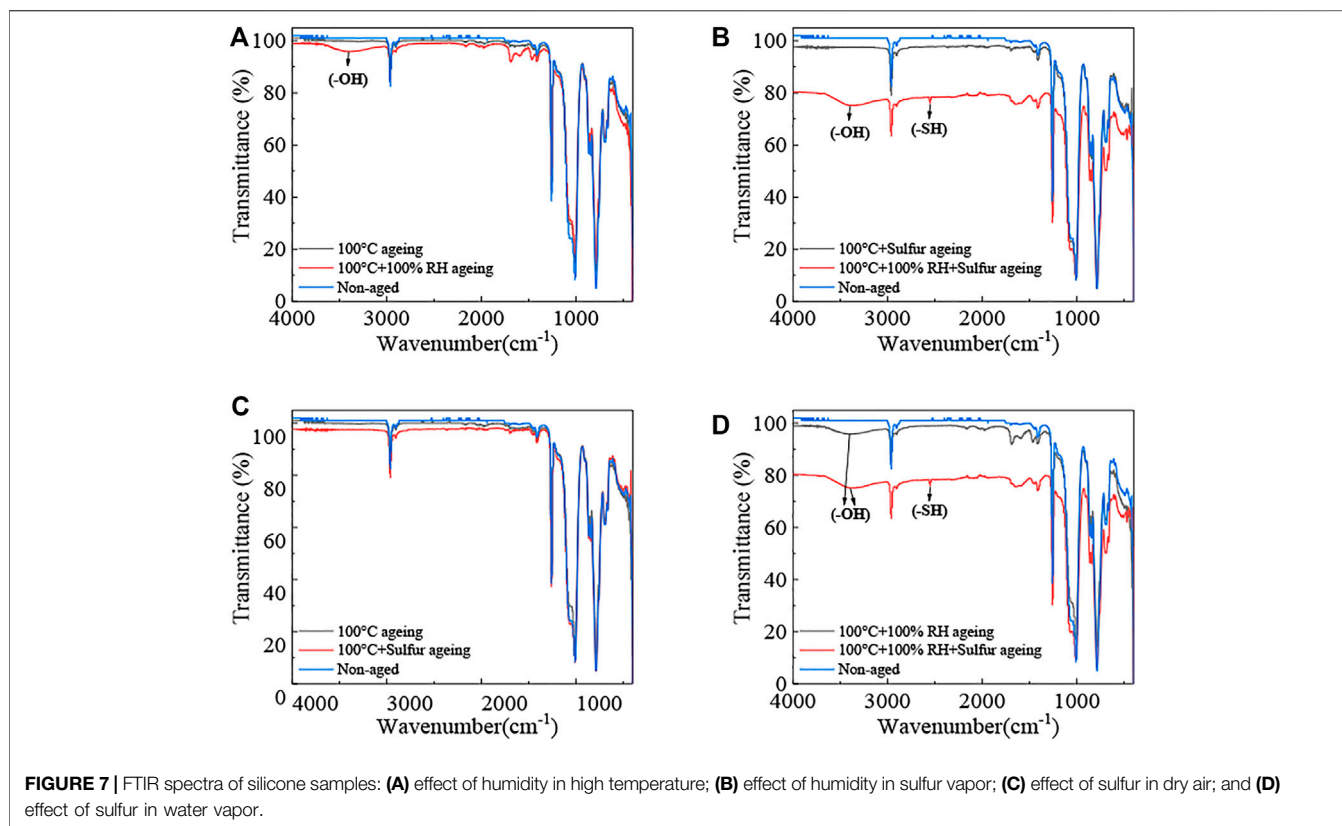 A
Transmittance (%)
100
80
60
40
20
0
(-OH)
100°C ageing
100°C+100% RH ageing
Non-aged
4000 3000 2000 1000
Wavenumber(cm⁻¹)
B
Transmittance (%)
100
80
60
40
20
0
(-OH)
(-SH)
100°C+Sulfur ageing
100°C+100% RH+Sulfur ageing
Non-aged
4000 3000 2000 1000
Wavenumber(cm⁻¹)
C
Transmittance (%)
100
80
60
40
20
0
100°C ageing
100°C+Sulfur ageing
Non-aged
4000 3000 2000 1000
Wavenumber(cm⁻¹)
D
Transmittance (%)
100
80
60
40
20
0
(-OH)
(-SH)
100°C+100% RH ageing
100°C+100% RH+Sulfur ageing
Non-aged
4000 3000 2000 1000
Wavenumber(cm⁻¹)
FIGURE 7 | FTIR spectra of silicone samples: (A) effect of humidity in high temperature; (B) effect of humidity in sulfur vapor; (C) effect of sulfur in dry air; and (D)
effect of sulfur in water vapor.